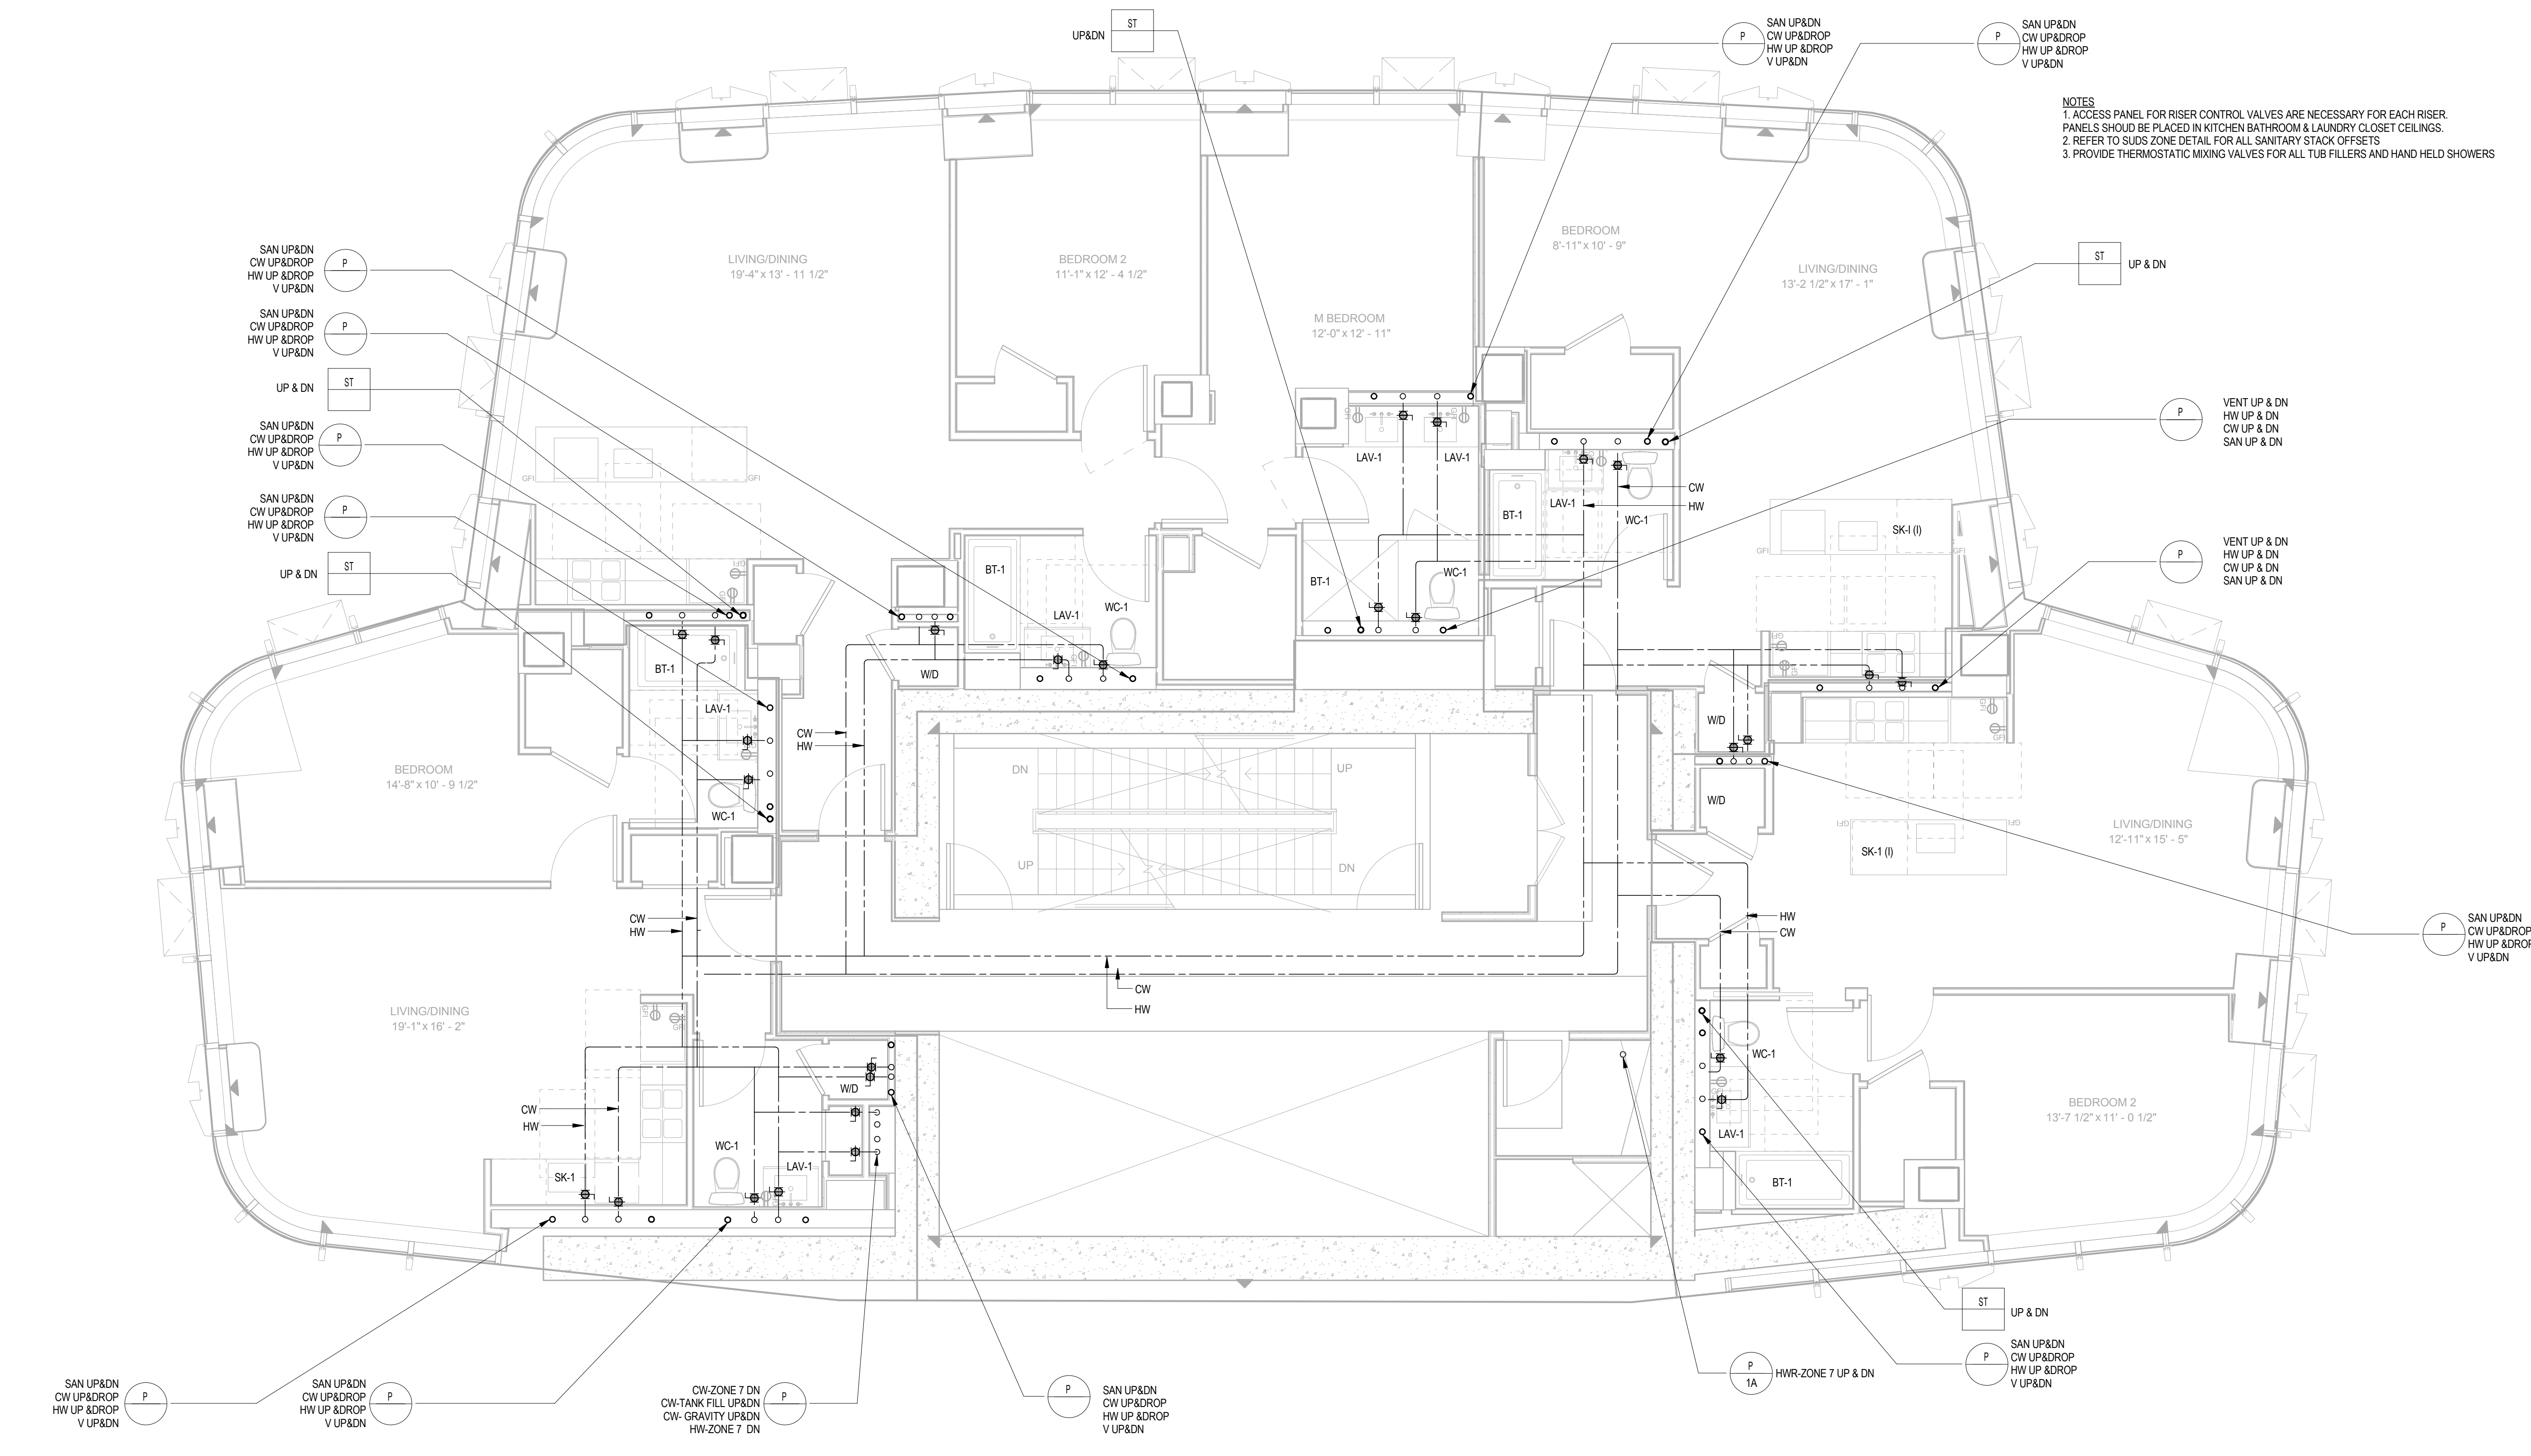 ST
UP&DN
P
SAN UP&DN
CW UP&DROP
HW UP &DROP
V UP&DN
P
SAN UP&DN
CW UP&DROP
HW UP &DROP
V UP&DN
NOTES
1. ACCESS PANEL FOR RISER CONTROL VALVES ARE NECESSARY FOR EACH RISER.
PANELS SHOUD BE PLACED IN KITCHEN BATHROOM & LAUNDRY CLOSET CEILINGS.
2. REFER TO SUDS ZONE DETAIL FOR ALL SANITARY STACK OFFSETS
3. PROVIDE THERMOSTATIC MIXING VALVES FOR ALL TUB FILLERS AND HAND HELD SHOWERS
SAN UP&DN
CW UP&DROP
HW UP &DROP
V UP&DN
P
SAN UP&DN
CW UP&DROP
HW UP &DROP
V UP&DN
P
UP & DN
ST
SAN UP&DN
CW UP&DROP
HW UP &DROP
V UP&DN
P
SAN UP&DN
CW UP&DROP
HW UP &DROP
V UP&DN
P
UP & DN
ST
LIVING/DINING
19'-4" x 13' - 11 1/2"
BEDROOM 2
11'-1" x 12' - 4 1/2"
M BEDROOM
12'-0" x 12' - 11"
BEDROOM
8'-11" x 10' - 9"
LIVING/DINING
13'-2 1/2" x 17' - 1"
ST
UP & DN
P
VENT UP & DN
HW UP & DN
CW UP & DN
SAN UP & DN
P
VENT UP & DN
HW UP & DN
CW UP & DN
SAN UP & DN
GFI
GFI
GFI
GFI
GFI
GFI
LAV-1
LAV-1
LAV-1
BT-1
WC-1
CW
HW
SK-I (I)
GFI
GFI
BT-1
LAV-1
WC-1
BT-1
WC-1
W/D
BT-1
LAV-1
WC-1
CW
HW
GFI
GFI
W/D
W/D
GFI
GFI
GFI
GFI
SK-1 (I)
BEDROOM
14'-8" x 10' - 9 1/2"
DN
UP
UP
DN
LIVING/DINING
12'-11" x 15' - 5"
CW
HW
HW
CW
P
SAN UP&DN
CW UP&DROP
HW UP &DROP
V UP&DN
CW
HW
LIVING/DINING
19'-1" x 16' - 2"
GFI
GFI
CW
HW
SK-1
WC-1
LAV-1
W/D
GFI
WC-1
LAV-1
BT-1
BEDROOM 2
13'-7 1/2" x 11' - 0 1/2"
ST
UP & DN
P
SAN UP&DN
CW UP&DROP
HW UP &DROP
V UP&DN
P
1A
HWR-ZONE 7 UP & DN
SAN UP&DN
CW UP&DROP
HW UP &DROP
V UP&DN
P
SAN UP&DN
CW UP&DROP
HW UP &DROP
V UP&DN
P
CW-ZONE 7 DN
CW-TANK FILL UP&DN
CW- GRAVITY UP&DN
HW-ZONE 7 DN
P
P
SAN UP&DN
CW UP&DROP
HW UP &DROP
V UP&DN